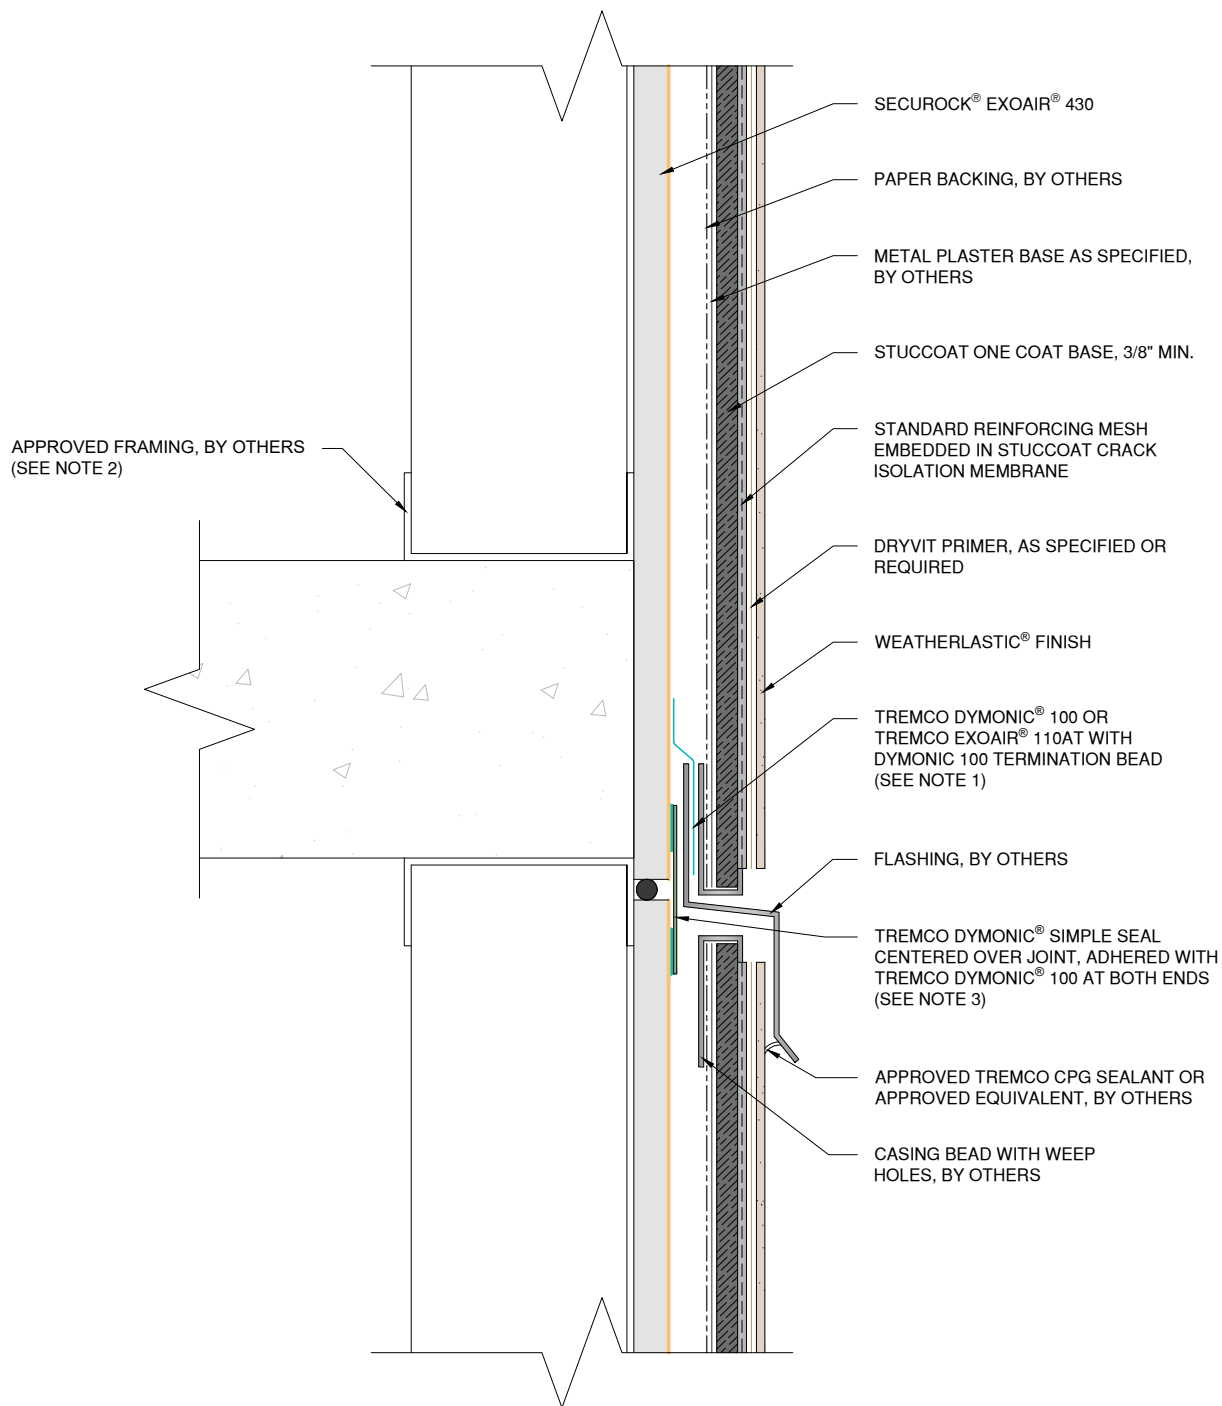 SECUROCK® EXOAIR® 430
PAPER BACKING, BY OTHERS
METAL PLASTER BASE AS SPECIFIED,
BY OTHERS
STUCCOAT ONE COAT BASE, 3/8" MIN.
APPROVED FRAMING, BY OTHERS
(SEE NOTE 2)
STANDARD REINFORCING MESH
EMBEDDED IN STUCCOAT CRACK
ISOLATION MEMBRANE
DRYVIT PRIMER, AS SPECIFIED OR
REQUIRED
WEATHERLASTIC® FINISH
TREMCO DYMONIC® 100 OR
TREMCO EXOAIR® 110AT WITH
DYMONIC 100 TERMINATION BEAD
(SEE NOTE 1)
FLASHING, BY OTHERS
TREMCO DYMONIC® SIMPLE SEAL
CENTERED OVER JOINT, ADHERED WITH
TREMCO DYMONIC® 100 AT BOTH ENDS
(SEE NOTE 3)
APPROVED TREMCO CPG SEALANT OR
APPROVED EQUIVALENT, BY OTHERS
CASING BEAD WITH WEEP
HOLES, BY OTHERS